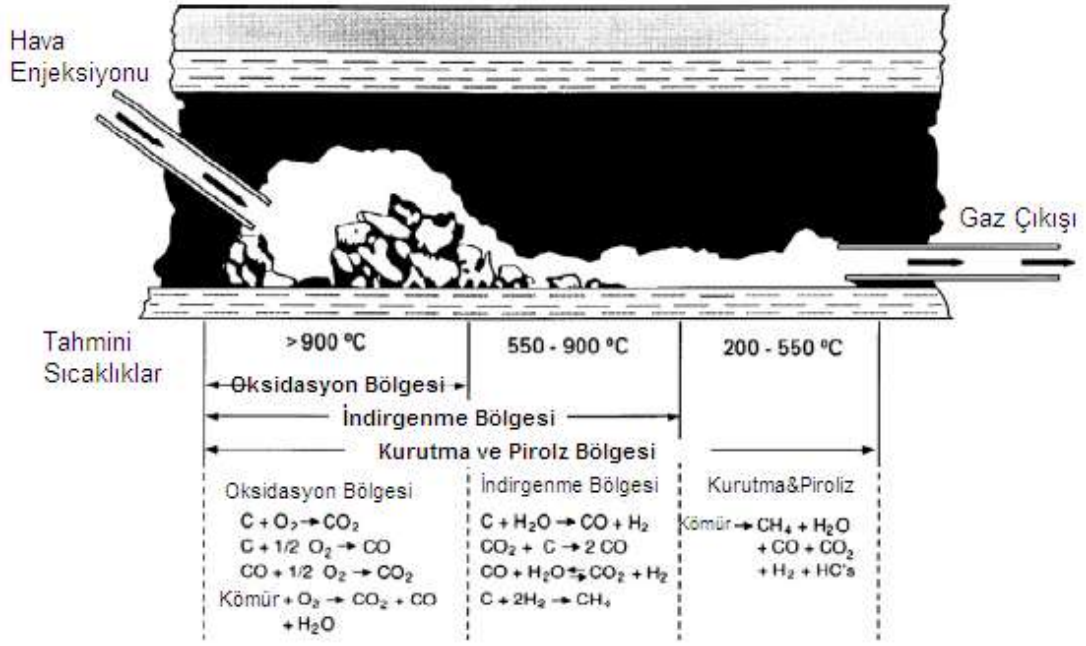 Hava
Enjeksiyonu
Gaz Çıkışı
Tahmini
Sıcaklıklar
>900 ºC
550 - 900 ºC
200 - 550 ºC
Oksidasyon Bölgesi
İndirgenme Bölgesi
Kurutma ve Pirolz Bölgesi
Oksidasyon Bölgesi
C + O₂ → CO₂
C + 1/2 O₂ → CO
CO + 1/2 O₂ → CO₂
Kömür + O₂ → CO₂ + CO
+ H₂O
İndirgenme Bölgesi
C + H₂O → CO + H₂
CO₂ + C → 2 CO
CO + H₂O ⇆ CO₂ + H₂
C + 2H₂ → CH₄
Kurutma&Piroliz
Kömür → CH₄ + H₂O
+ CO + CO₂
+ H₂ + HC's